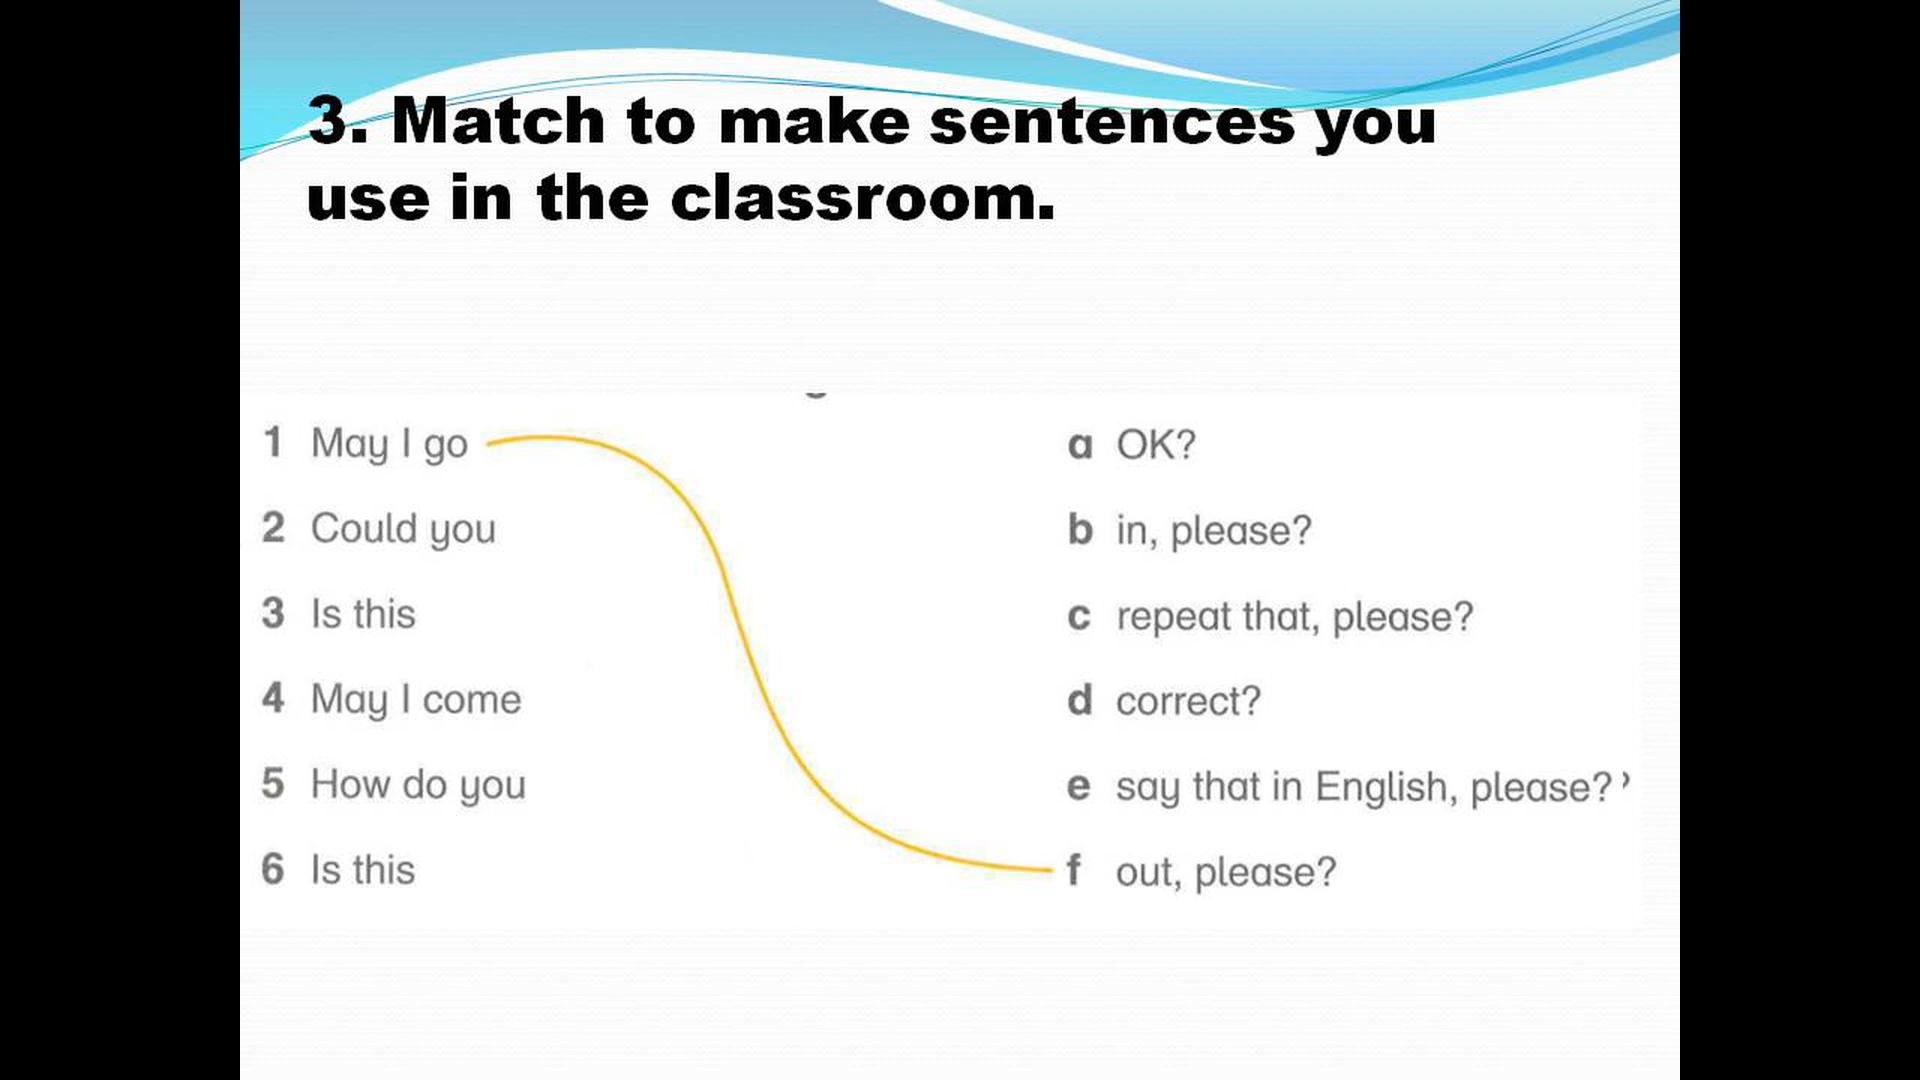 3. Match to make sentences you
use in the classroom.
1 May I go
2 Could you
3 Is this
4 May I come
5 How do you
6 Is this
a OK?
b in, please?
c repeat that, please?
d correct?
e say that in English, please? ’
f out, please?